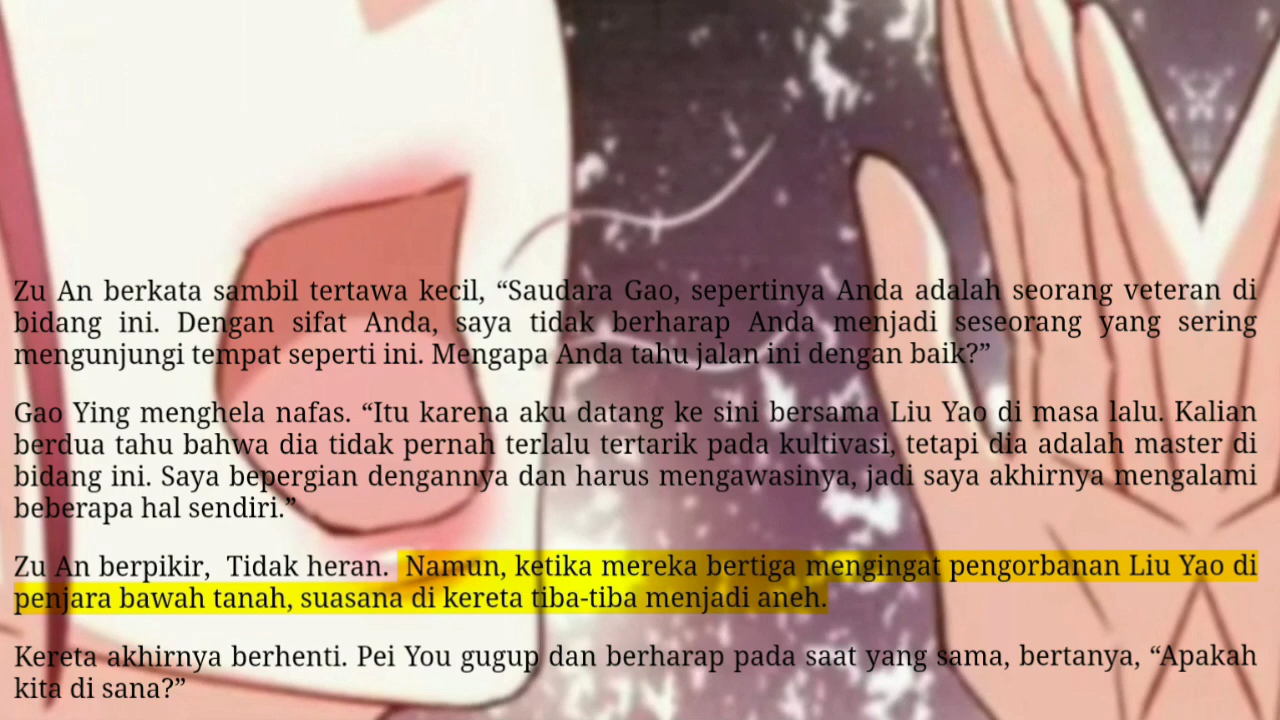 Zu An berkata sambil tertawa kecil, “Saudara Gao, sepertinya Anda adalah seorang veteran di
bidang ini. Dengan sifat Anda, saya tidak berharap Anda menjadi seseorang yang sering
mengunjungi tempat seperti ini. Mengapa Anda tahu jalan ini dengan baik?”
Gao Ying menghela nafas. “Itu karena aku datang ke sini bersama Liu Yao di masa lalu. Kalian
berdua tahu bahwa dia tidak pernah terlalu tertarik pada kultivasi, tetapi dia adalah master di
bidang ini. Saya bepergian dengannya dan harus mengawasinya, jadi saya akhirnya mengalami
beberapa hal sendiri.”
Zu An berpikir, Tidak heran. Namun, ketika mereka bertiga mengingat pengorbanan Liu Yao di
penjara bawah tanah, suasana di kereta tiba-tiba menjadi aneh.
Kereta akhirnya berhenti. Pei You gugup dan berharap pada saat yang sama, bertanya, “Apakah
kita di sana?”